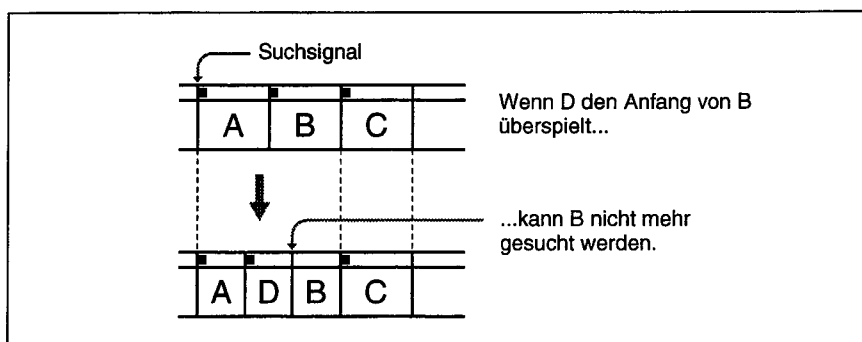 Suchsignal
A B C
Wenn D den Anfang von B
überspielt...
...kann B nicht mehr
gesucht werden.
A D B C